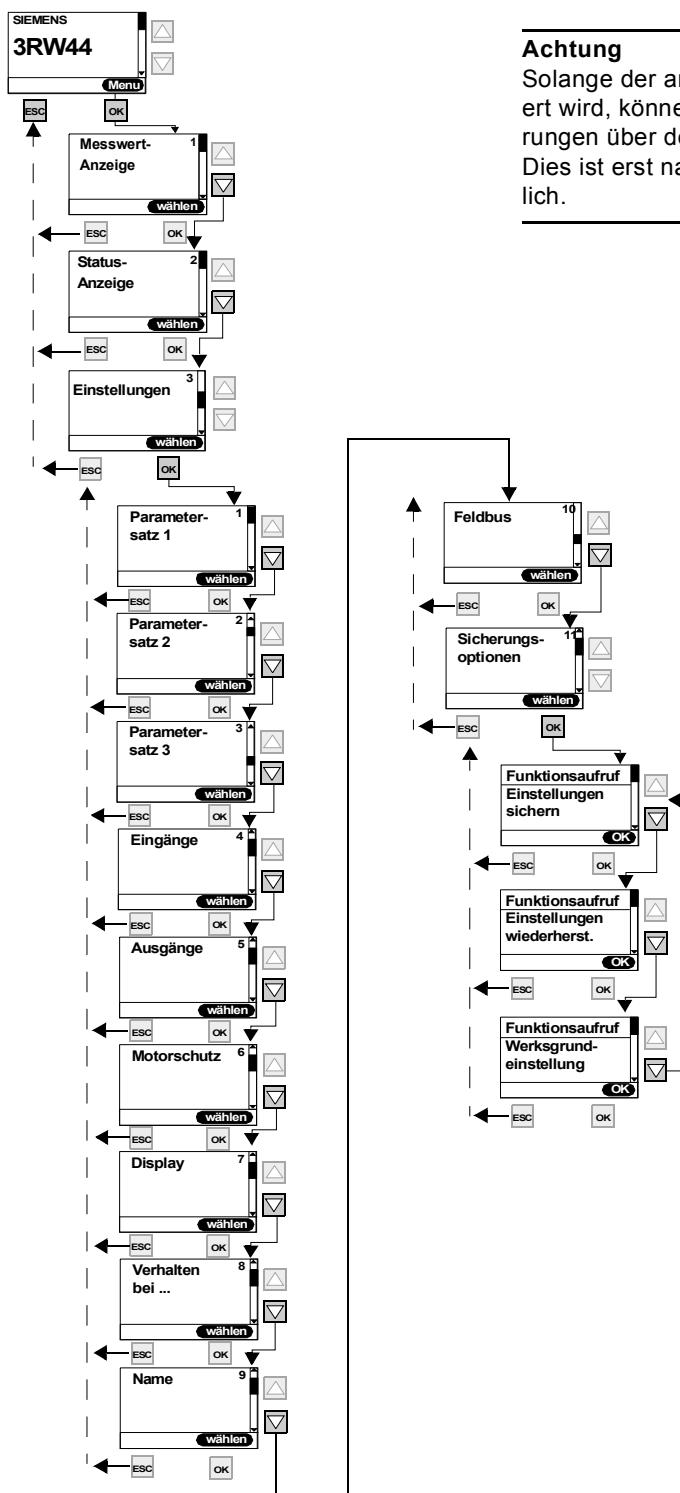 SIEMENS
3RW44
Menu
ESC
OK
Messwert-
Anzeige
1
wählen
ESC
OK
Status-
Anzeige
2
wählen
ESC
OK
Einstellungen
3
wählen
ESC
OK
Parameter-
satz 1
1
wählen
ESC
OK
Parameter-
satz 2
2
wählen
ESC
OK
Parameter-
satz 3
3
wählen
ESC
OK
Eingänge
4
wählen
ESC
OK
Ausgänge
5
wählen
ESC
OK
Motorschutz
6
wählen
ESC
OK
Display
7
wählen
ESC
OK
Verhalten
bei ...
8
wählen
ESC
OK
Name
9
wählen
ESC
OK
Achtung
Solange der
ert wird,
rungen über
Dies ist erst
lich.
Feldbus
10
wählen
ESC
OK
Sicherungs-
optionen
11
wählen
ESC
OK
Funktionsaufruf
Einstellungen
sichern
OK
ESC
OK
Funktionsaufruf
Einstellungen
wiederherst.
OK
ESC
OK
Funktionsaufruf
Werksgrund-
einstellung
OK
ESC
OK